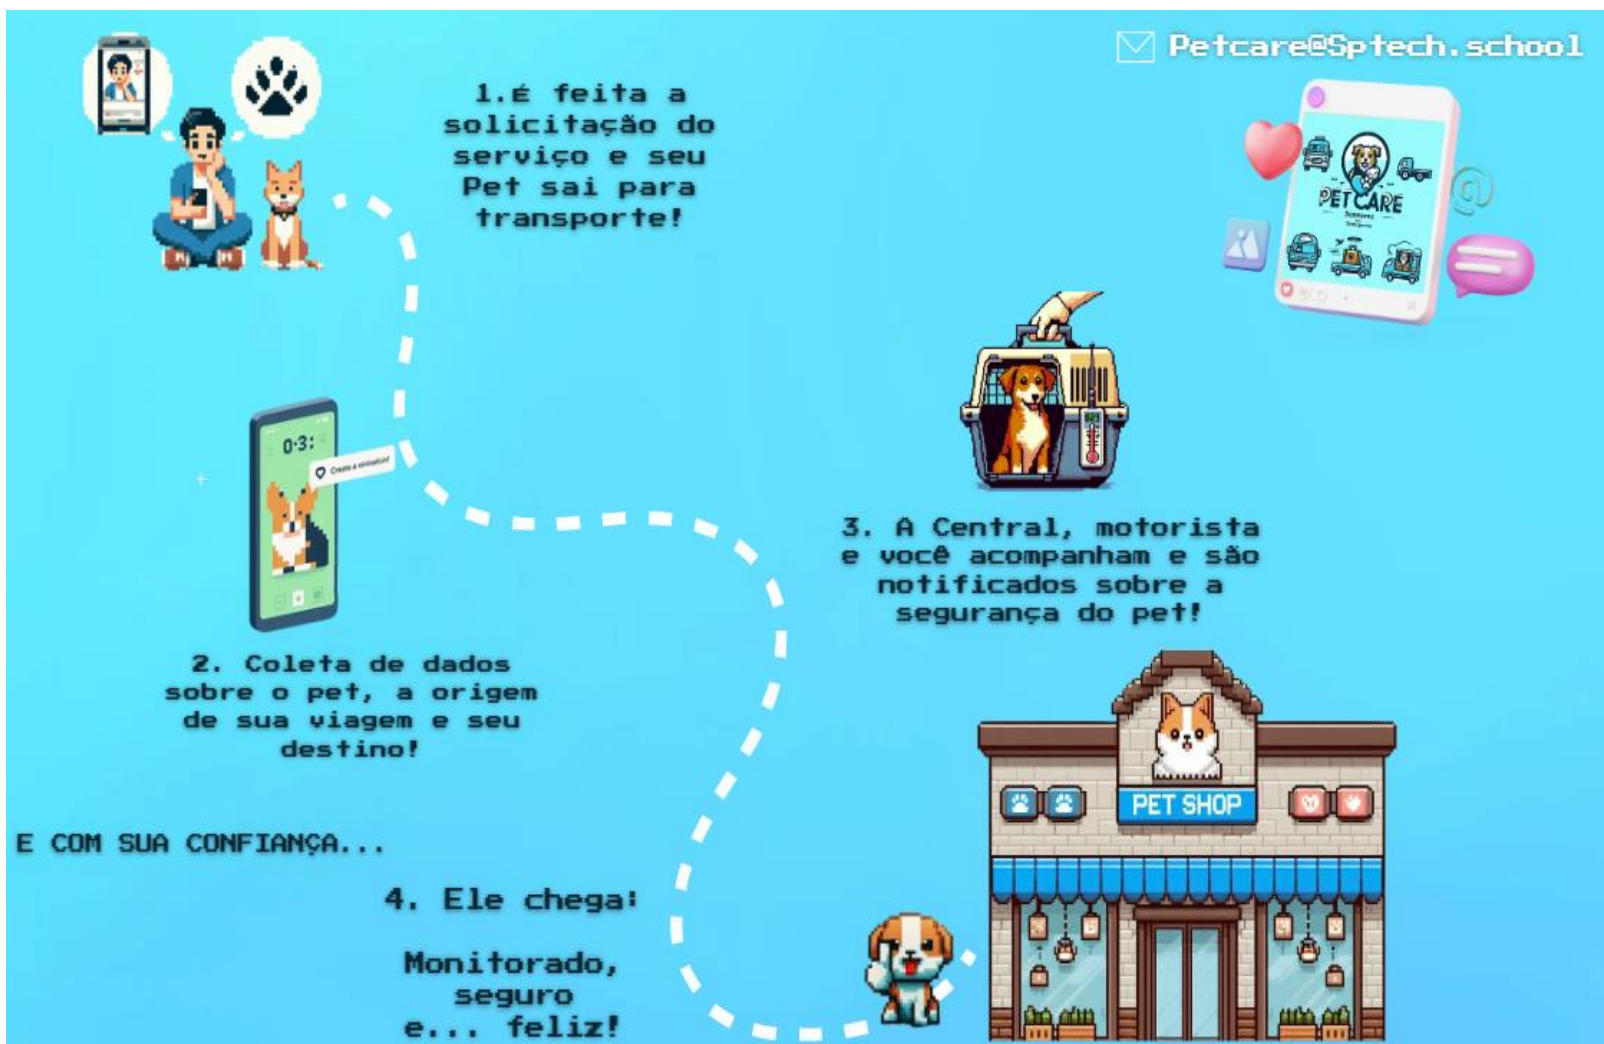 Petcare@Sptech.school
1.É feita a
solicitação do
serviço e seu
Pet sai para
transporte!
PET CARE
0·3:
2. Coleta de dados
sobre o pet, a origem
de sua viagem e seu
destino!
3. A Central, motorista
e você acompanham e são
notificados sobre a
segurança do pet!
PET SHOP
E COM SUA CONFIANÇA...
4. Ele chega:
Monitorado,
seguro
e... feliz!